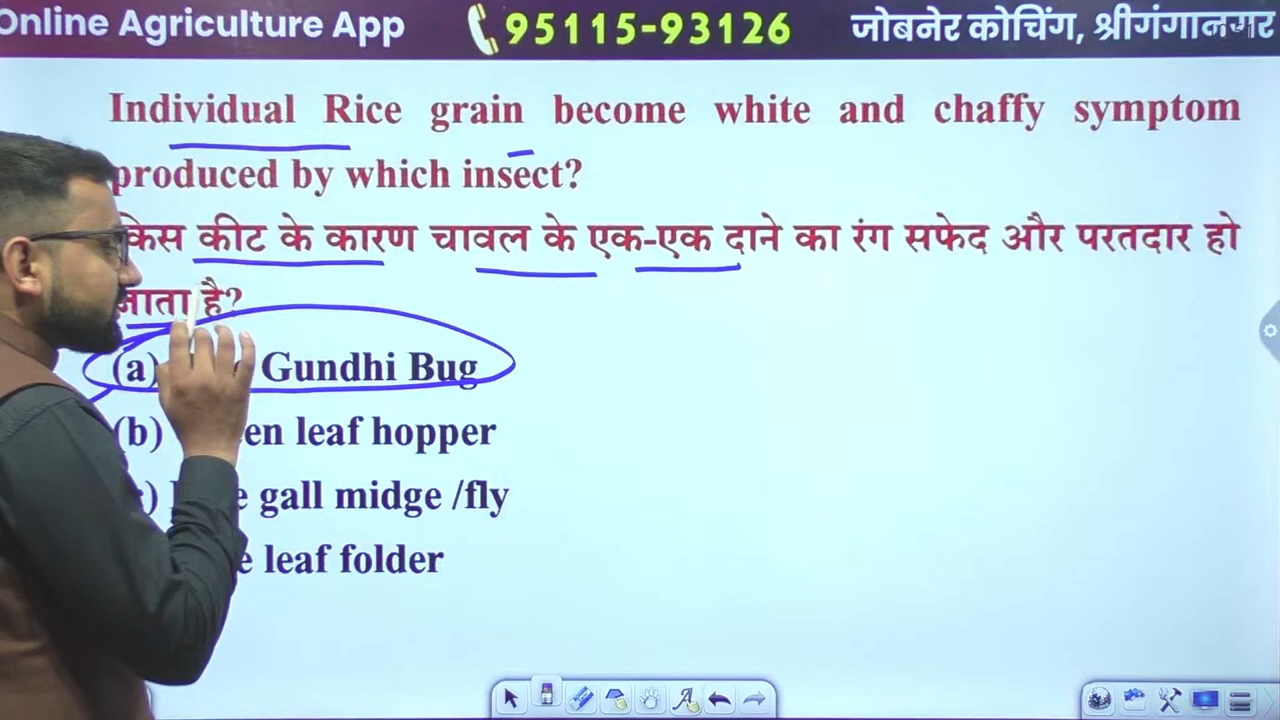 Online Agriculture App 95115-93126 जोबनेर कोचिंग, श्रीगंगानगर
Individual Rice grain become white and chaffy symptom
produced by which insect?
किस कीट के कारण चावल के एक-एक दाने का रंग सफेद और परतदार हो
जाता है?
(a) Gundhi Bug
(b) leaf hopper
gall midge /fly
leaf folder